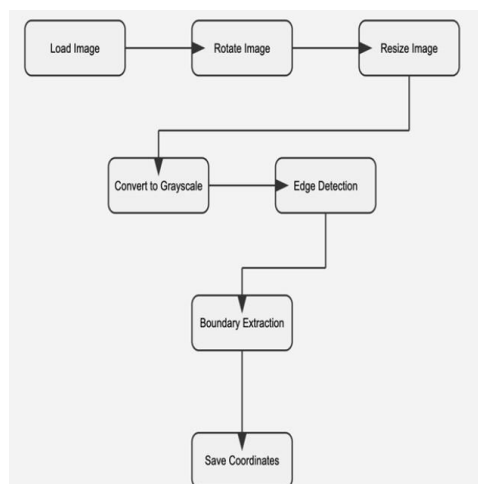 Load Image
Rotate Image
Resize Image
Convert to Grayscale
Edge Detection
Boundary Extraction
Save Coordinates